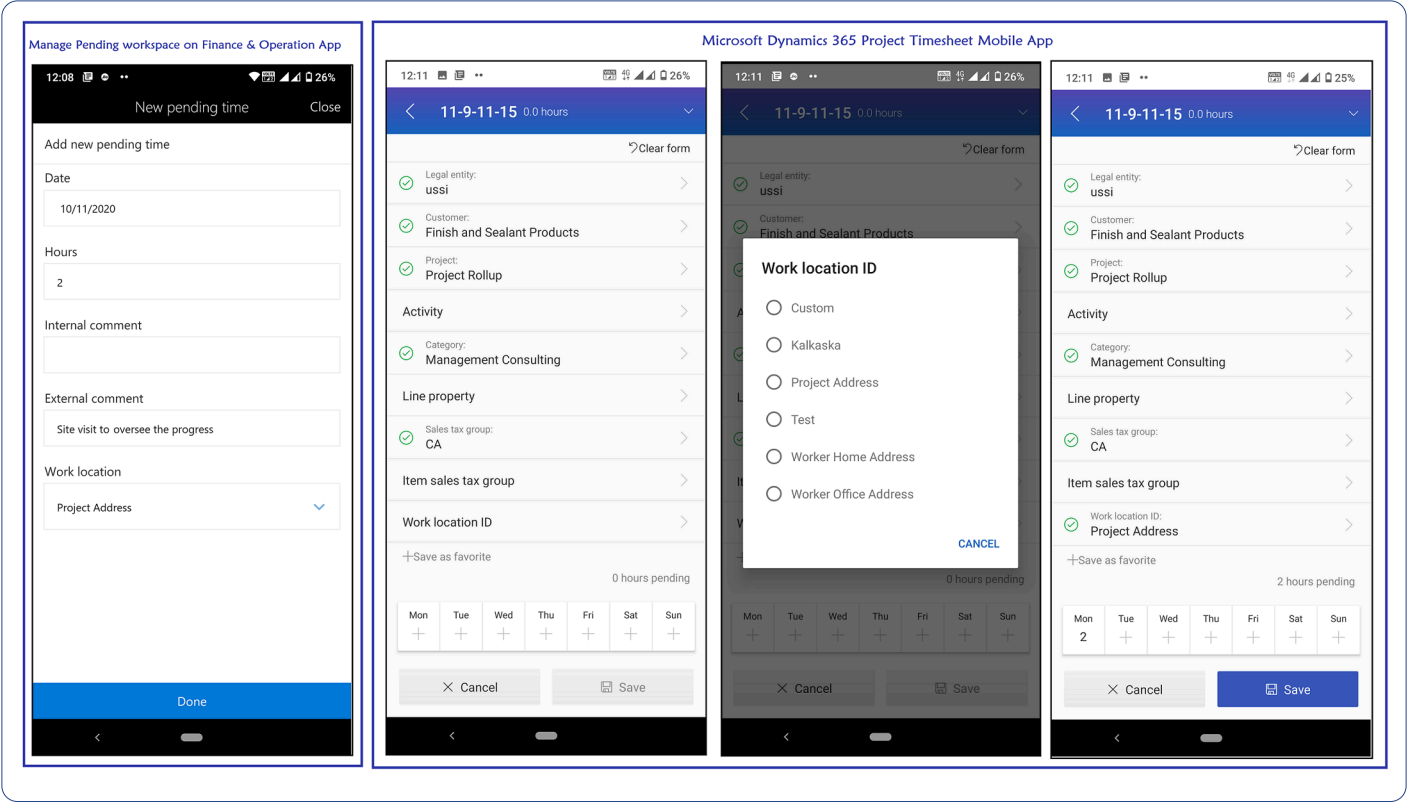 Manage Pending workspace on Finance & Operation App
12:08
26%
New pending time
Close
Add new pending time
Date
10/11/2020
Hours
2
Internal comment
External comment
Site visit to oversee the progress
Work location
Project Address
Done
Microsoft Dynamics 365 Project Timesheet Mobile App
12:11
4G
26%
11-9-11-15 0.0 hours
Clear form
Legal entity:
ussi
Customer:
Finish and Sealant Products
Project:
Project Rollup
Activity
Category:
Management Consulting
Line property
Sales tax group:
CA
Item sales tax group
Work location ID
Save as favorite
0 hours pending
Mon Tue Wed Thu Fri Sat Sun
Cancel
Save
12:11
4G
26%
11-9-11-15 0.0 hours
Clear form
Legal entity:
ussi
Customer:
Finish and Sealant Products
Work location ID
Custom
Kalkaska
Project Address
Test
Worker Home Address
Worker Office Address
CANCEL
0 hours pending
Mon Tue Wed Thu Fri Sat Sun
Cancel
Save
12:11
4G
25%
11-9-11-15 0.0 hours
Clear form
Legal entity:
ussi
Customer:
Finish and Sealant Products
Project:
Project Rollup
Activity
Category:
Management Consulting
Line property
Sales tax group:
CA
Item sales tax group
Work location ID:
Project Address
Save as favorite
2 hours pending
Mon Tue Wed Thu Fri Sat Sun
2
Cancel
Save